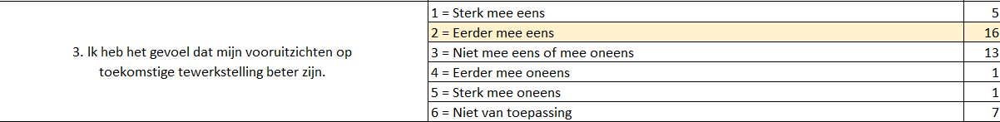 3. Ik heb het gevoel dat mijn vooruitzichten op
toekomstige tewerkstelling beter zijn.
1 = Sterk mee eens 5
2 = Eerder mee eens 16
3 = Niet mee eens of mee oneens 13
4 = Eerder mee oneens 1
5 = Sterk mee oneens 1
6 = Niet van toepassing 7